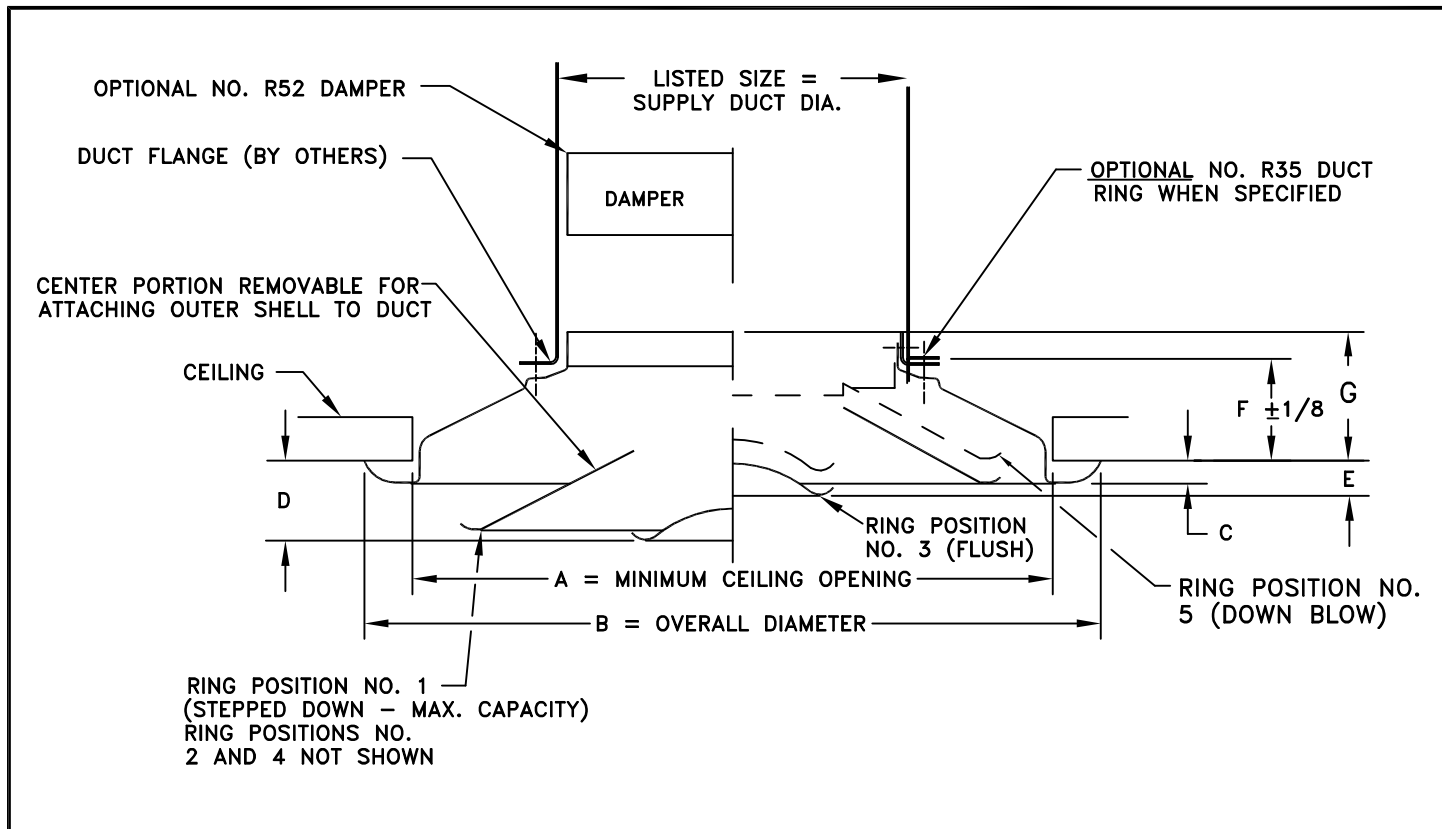 OPTIONAL NO. R52 DAMPER
LISTED SIZE =
SUPPLY DUCT DIA.
DUCT FLANGE (BY OTHERS)
OPTIONAL NO. R35 DUCT
RING WHEN SPECIFIED
DAMPER
CENTER PORTION REMOVABLE FOR
ATTACHING OUTER SHELL TO DUCT
CEILING
F ±1/8
G
D
E
C
RING POSITION
NO. 3 (FLUSH)
A = MINIMUM CEILING OPENING
RING POSITION NO.
5 (DOWN BLOW)
B = OVERALL DIAMETER
RING POSITION NO. 1
(STEPPED DOWN – MAX. CAPACITY)
RING POSITIONS NO.
2 AND 4 NOT SHOWN